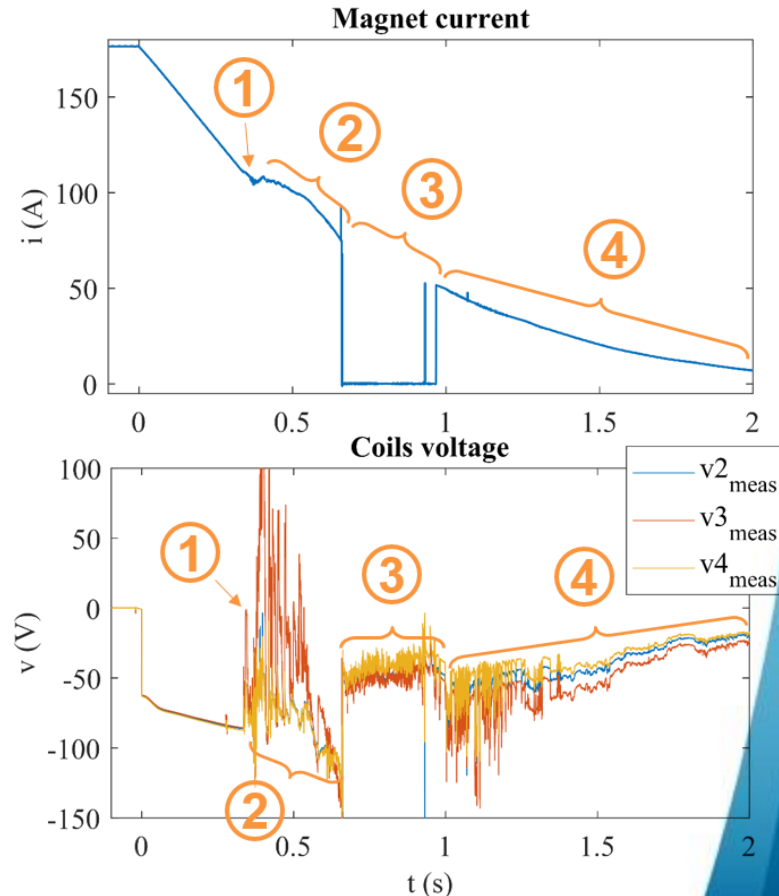 Magnet current
150
100
50
0
i (A)
① ② ③ ④
0 0.5 1 1.5 2
Coils voltage
100
50
0
-50
-100
-150
v (V)
v2meas
v3meas
v4meas
① ③ ④
②
0 0.5 1 1.5 2
t (s)